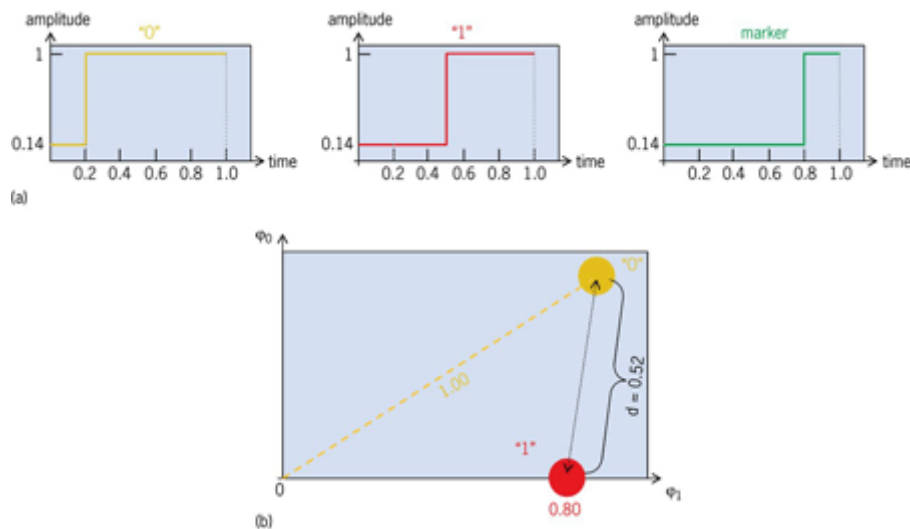 amplitude
"0"
1
0.14
0.2 0.4 0.6 0.8 1.0
time
amplitude
"1"
1
0.14
0.2 0.4 0.6 0.8 1.0
time
amplitude
marker
1
0.14
0.2 0.4 0.6 0.8 1.0
time
(a)
φ0
"0"
1.00
d = 0.52
"1"
0
0.80
φ1
(b)